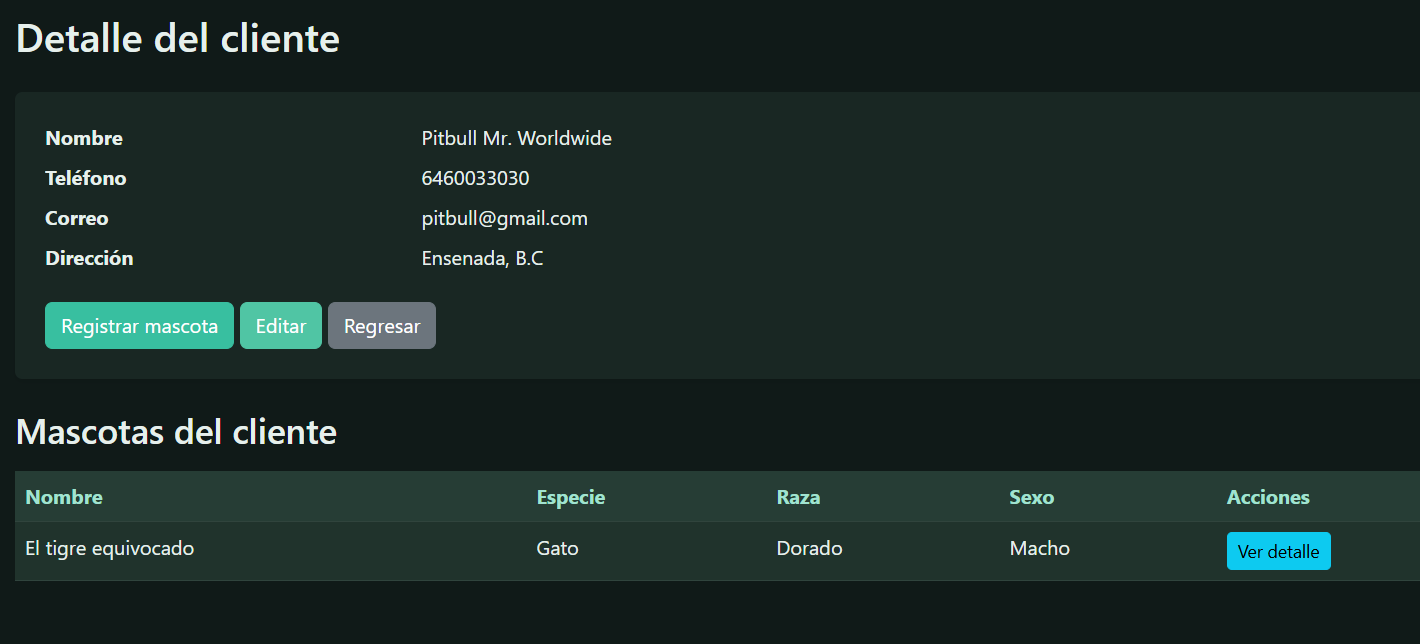 Detalle del cliente
Nombre Pitbull Mr. Worldwide
Teléfono 6460033030
Correo pitbull@gmail.com
Dirección Ensenada, B.C
Registrar mascota Editar Regresar
Mascotas del cliente
Nombre Especie Raza Sexo Acciones
El tigre equivocado Gato Dorado Macho Ver detalle